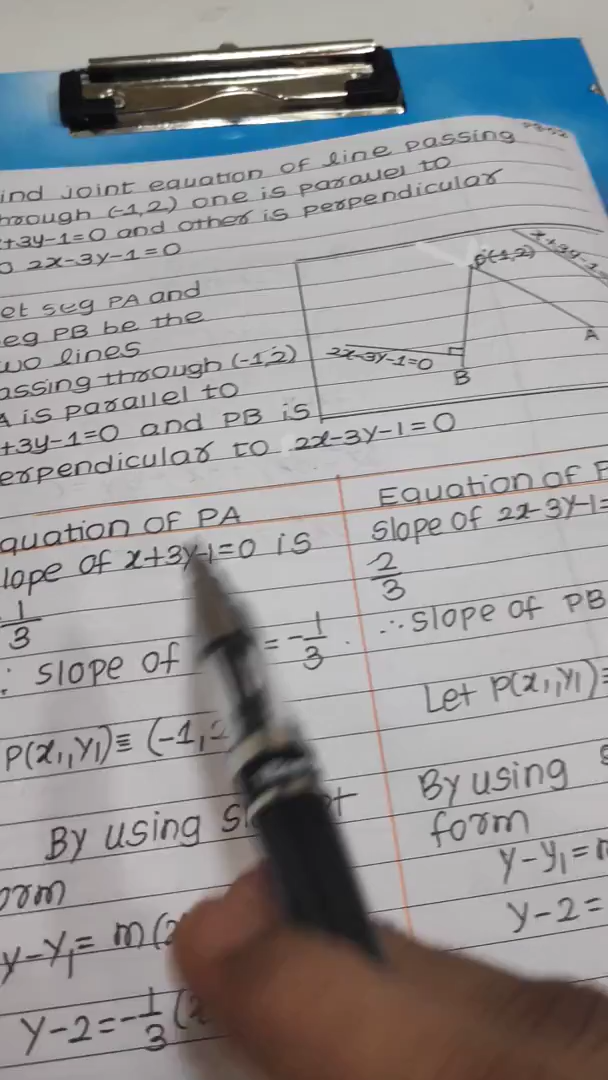 ind joint equation of line passing
hrough (-1,2) one is parallel to
x+3y-1=0 and other is perpendicular
o 2x-3y-1=0
et seg PA and
eg PB be the
wo lines
assing through (-1,2)
A is parallel to
+3y-1=0 and PB is
erpendicular to 2x-3y-1=0
P(-1,2)
x+3y-1=
A
2x-3y-1=0
B
quation of PA
lope of x+3y-1=0 is
1/3
∴ slope of = -1/3
P(x₁,y₁) ≡ (-1,2
By using sl
orm
y-y₁= m(
y-2=-1/3(
Equation of P
slope of 2x-3y-1=
2/3
∴ slope of PB
Let P(x₁,y₁)≡
By using s
form
y-y₁=m
y-2=